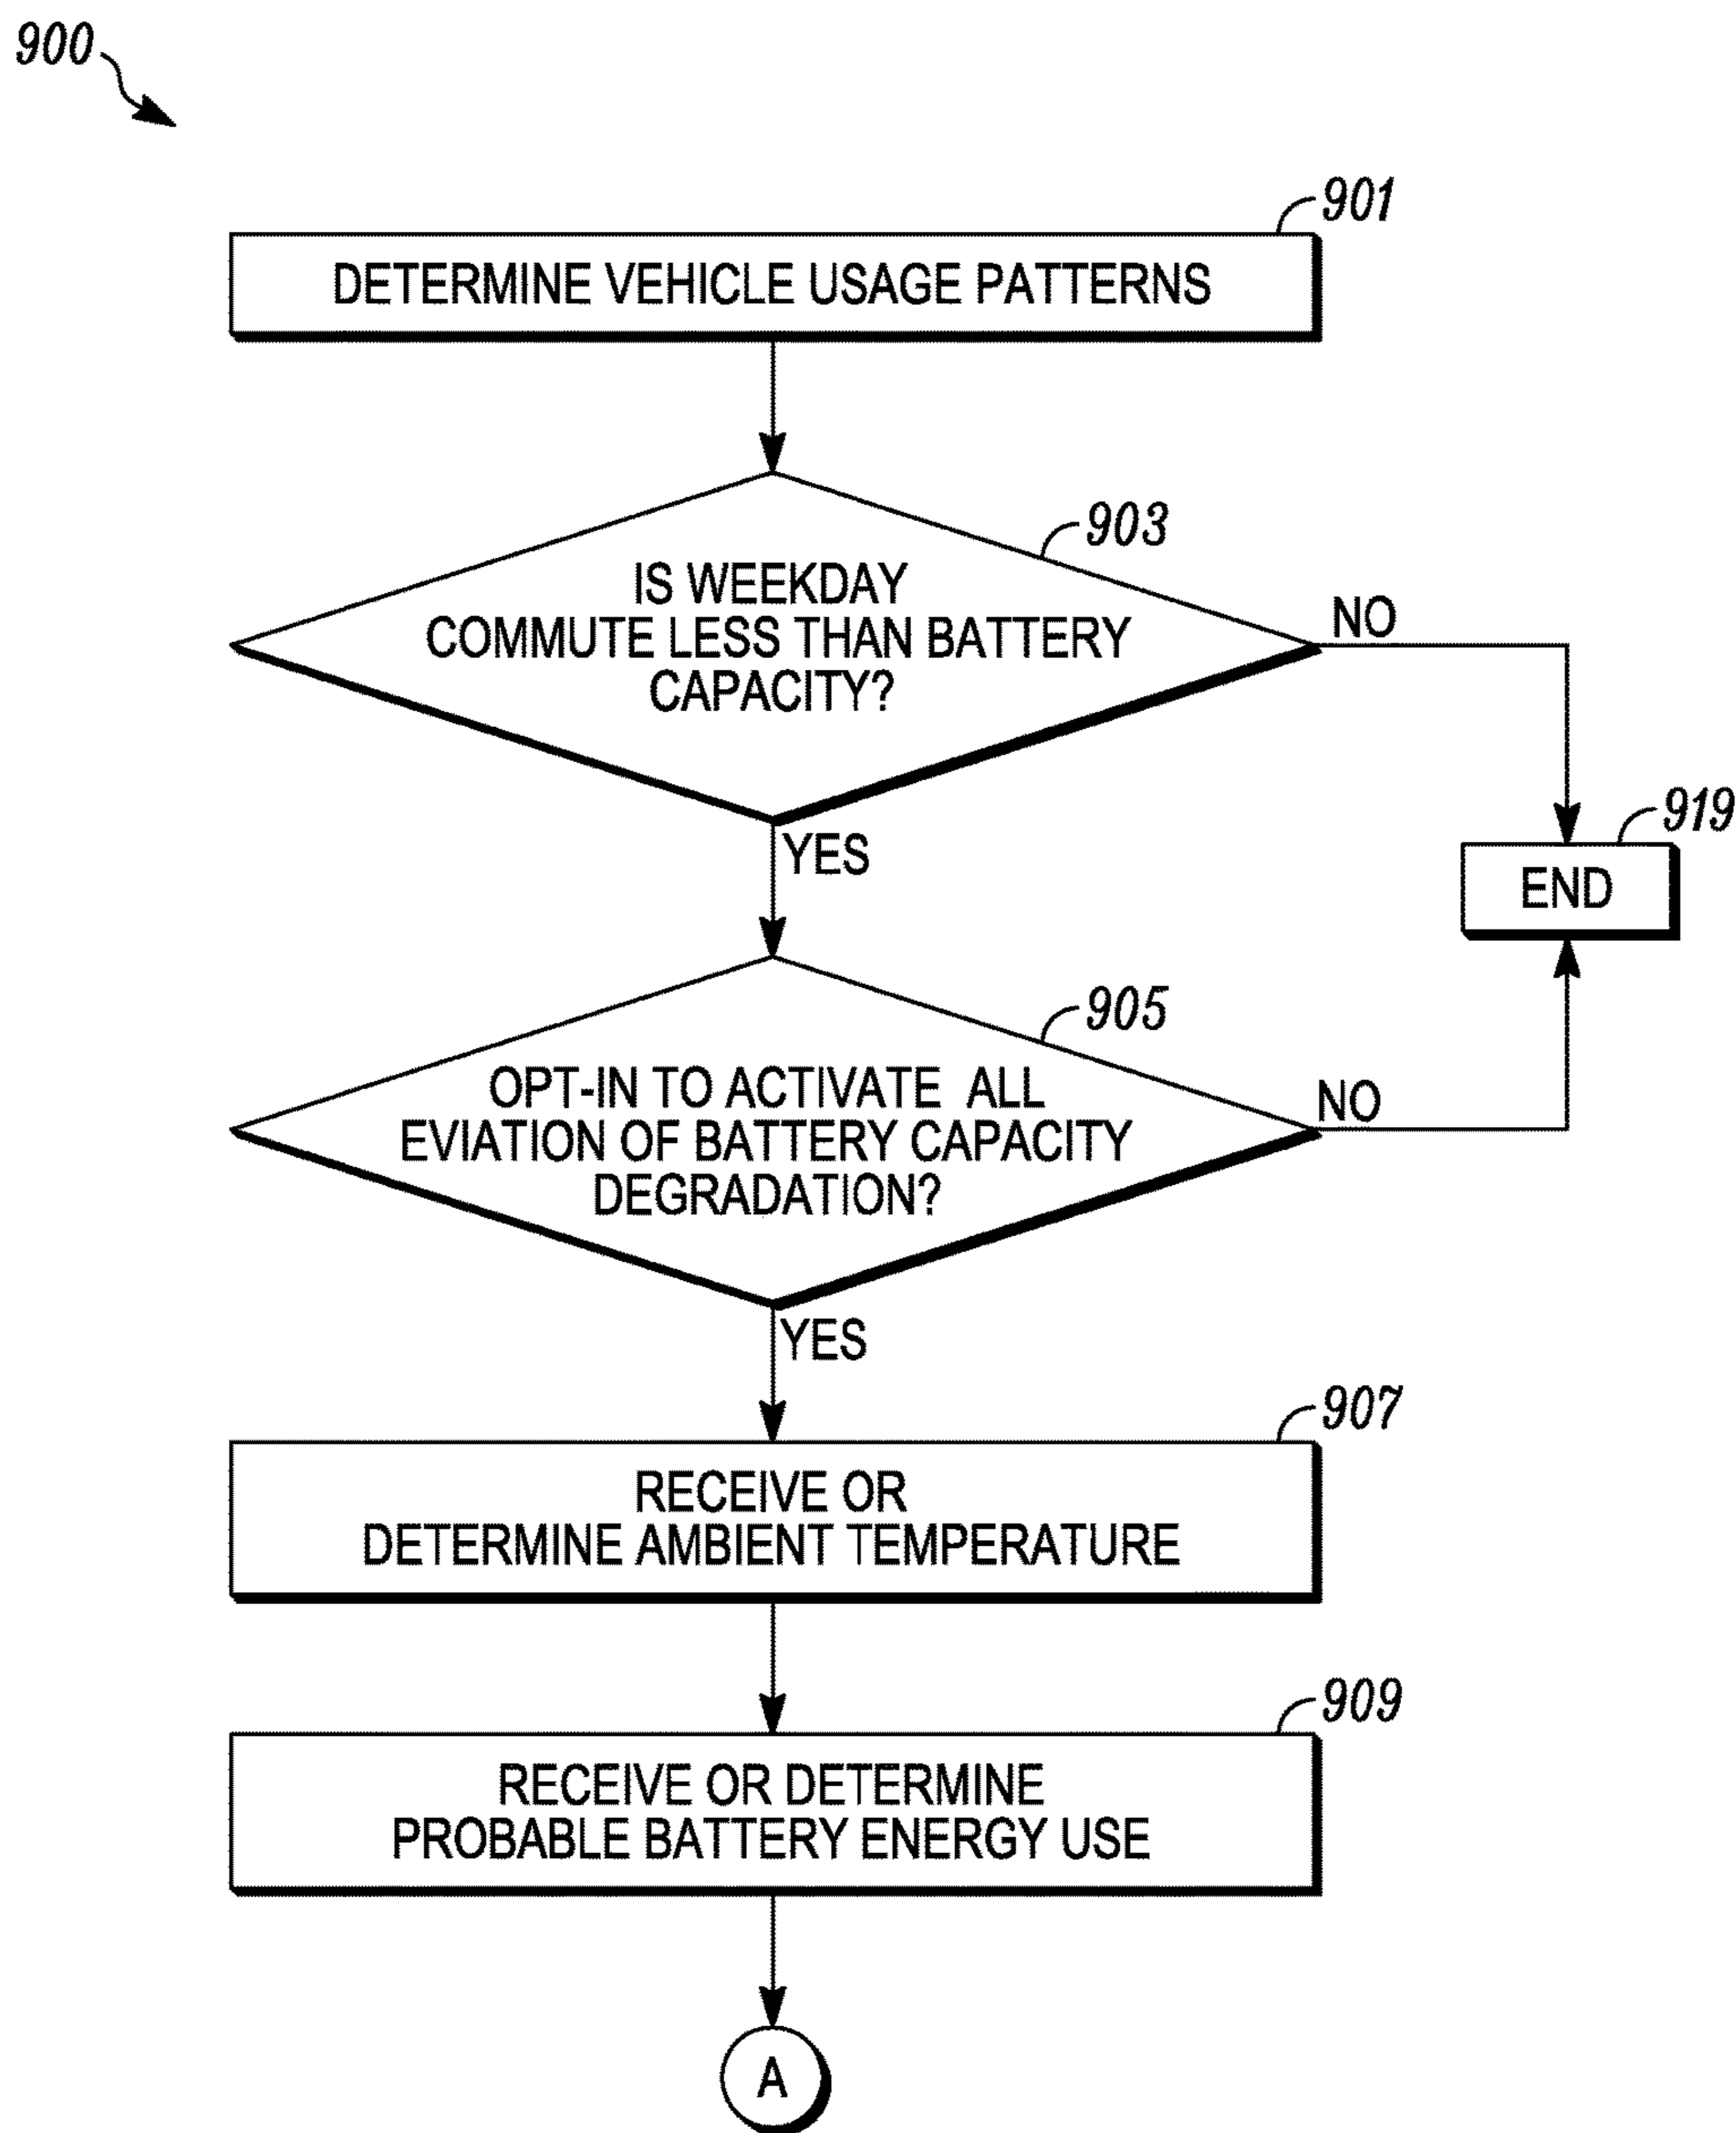 900
901
DETERMINE VEHICLE USAGE PATTERNS
903
IS WEEKDAY
COMMUTE LESS THAN BATTERY
CAPACITY?
NO
YES
919
END
905
OPT-IN TO ACTIVATE ALL
EVIATION OF BATTERY CAPACITY
DEGRADATION?
NO
YES
907
RECEIVE OR
DETERMINE AMBIENT TEMPERATURE
909
RECEIVE OR DETERMINE
PROBABLE BATTERY ENERGY USE
A